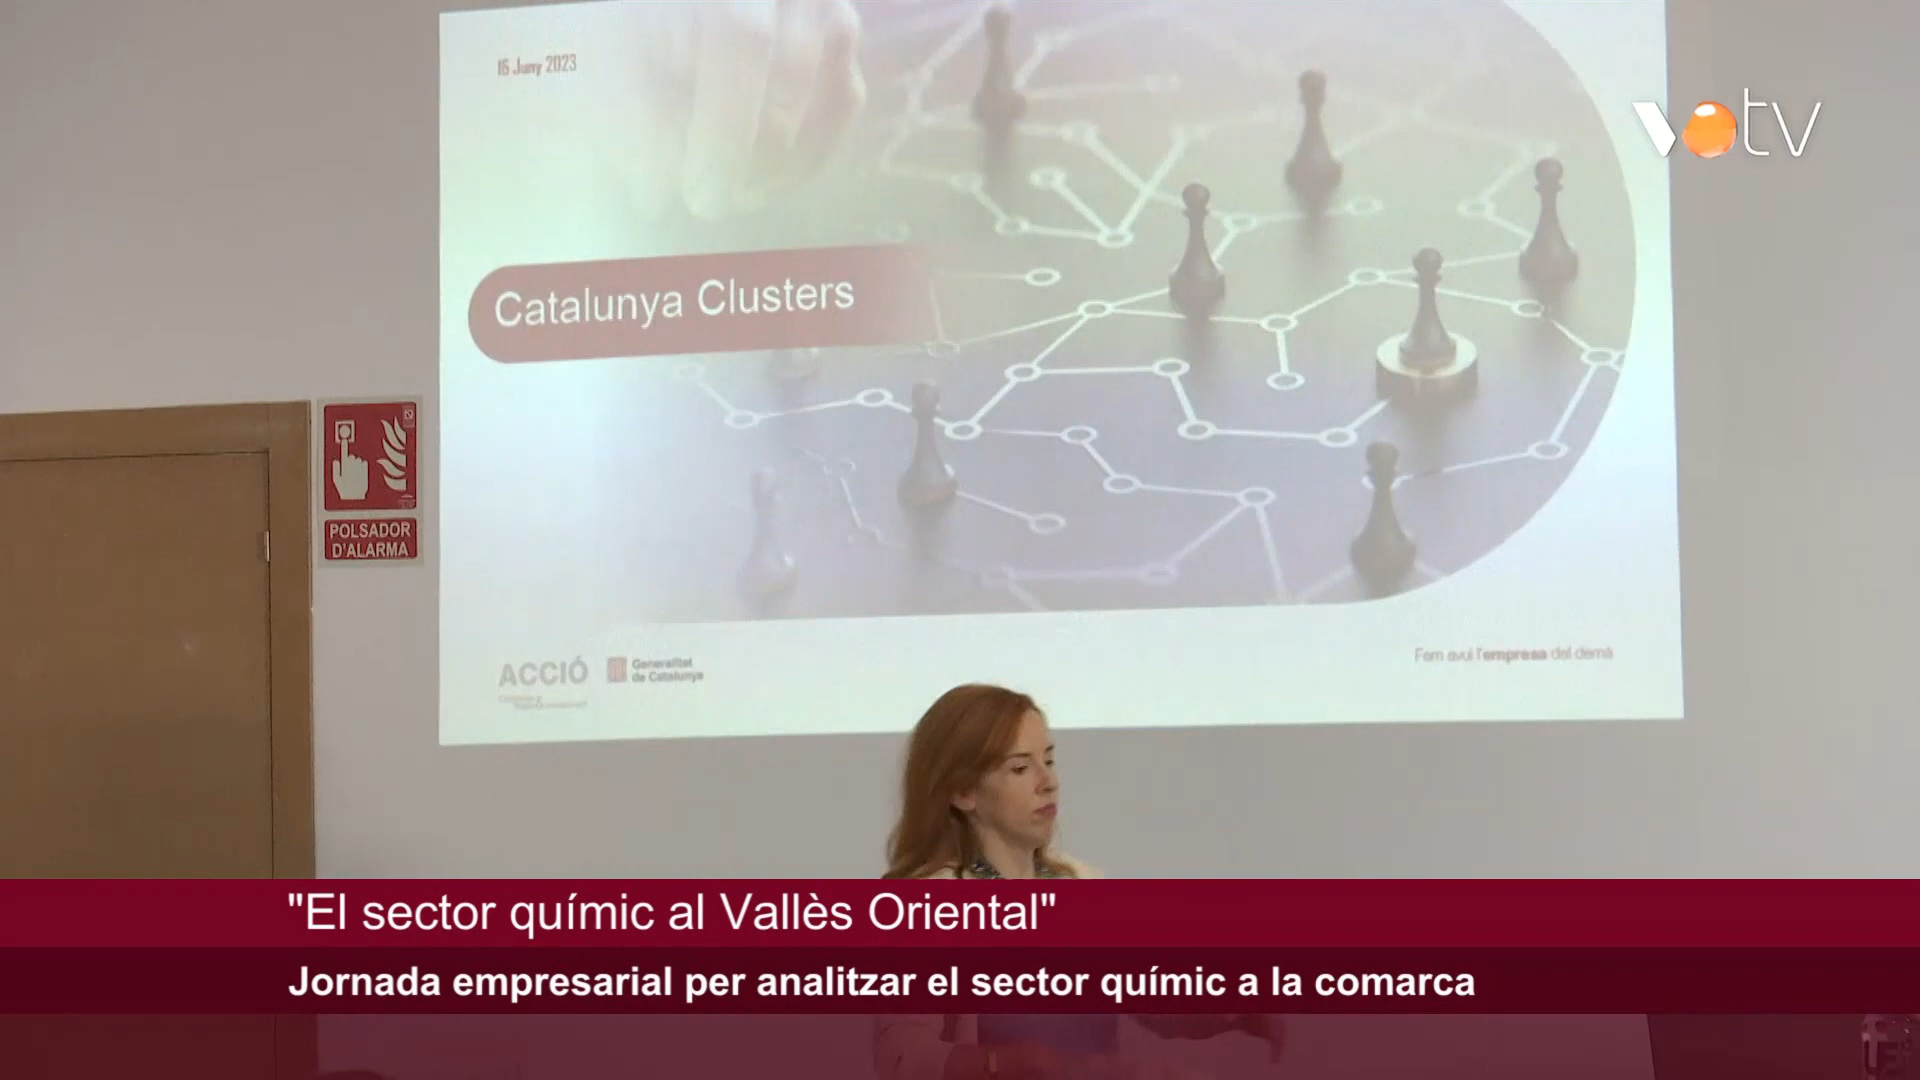 15 Juny 2023
votv
Catalunya Clusters
POLSADOR
D'ALARMA
ACCIÓ
Generalitat
de Catalunya
Fem avui l'empresa del demà
"El sector químic al Vallès Oriental"
Jornada empresarial per analitzar el sector químic a la comarca